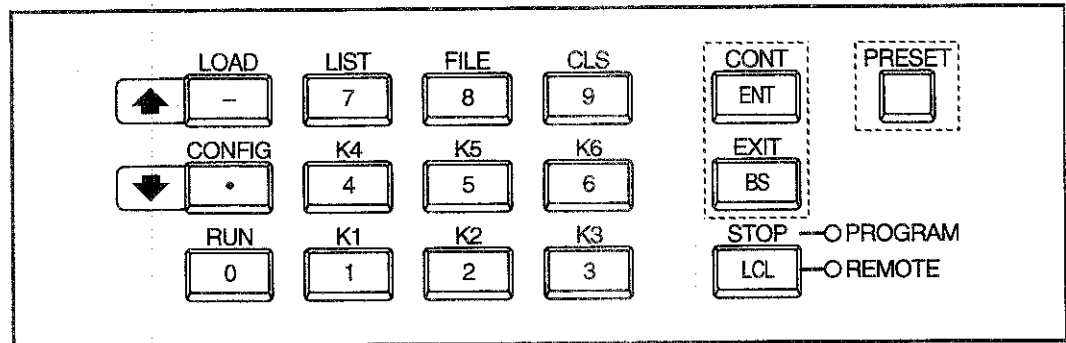 LOAD LIST FILE CLS CONT PRESET
– 7 8 9 ENT
CONFIG K4 K5 K6 EXIT
• 4 5 6 BS
RUN K1 K2 K3 STOP PROGRAM
0 1 2 3 LCL REMOTE